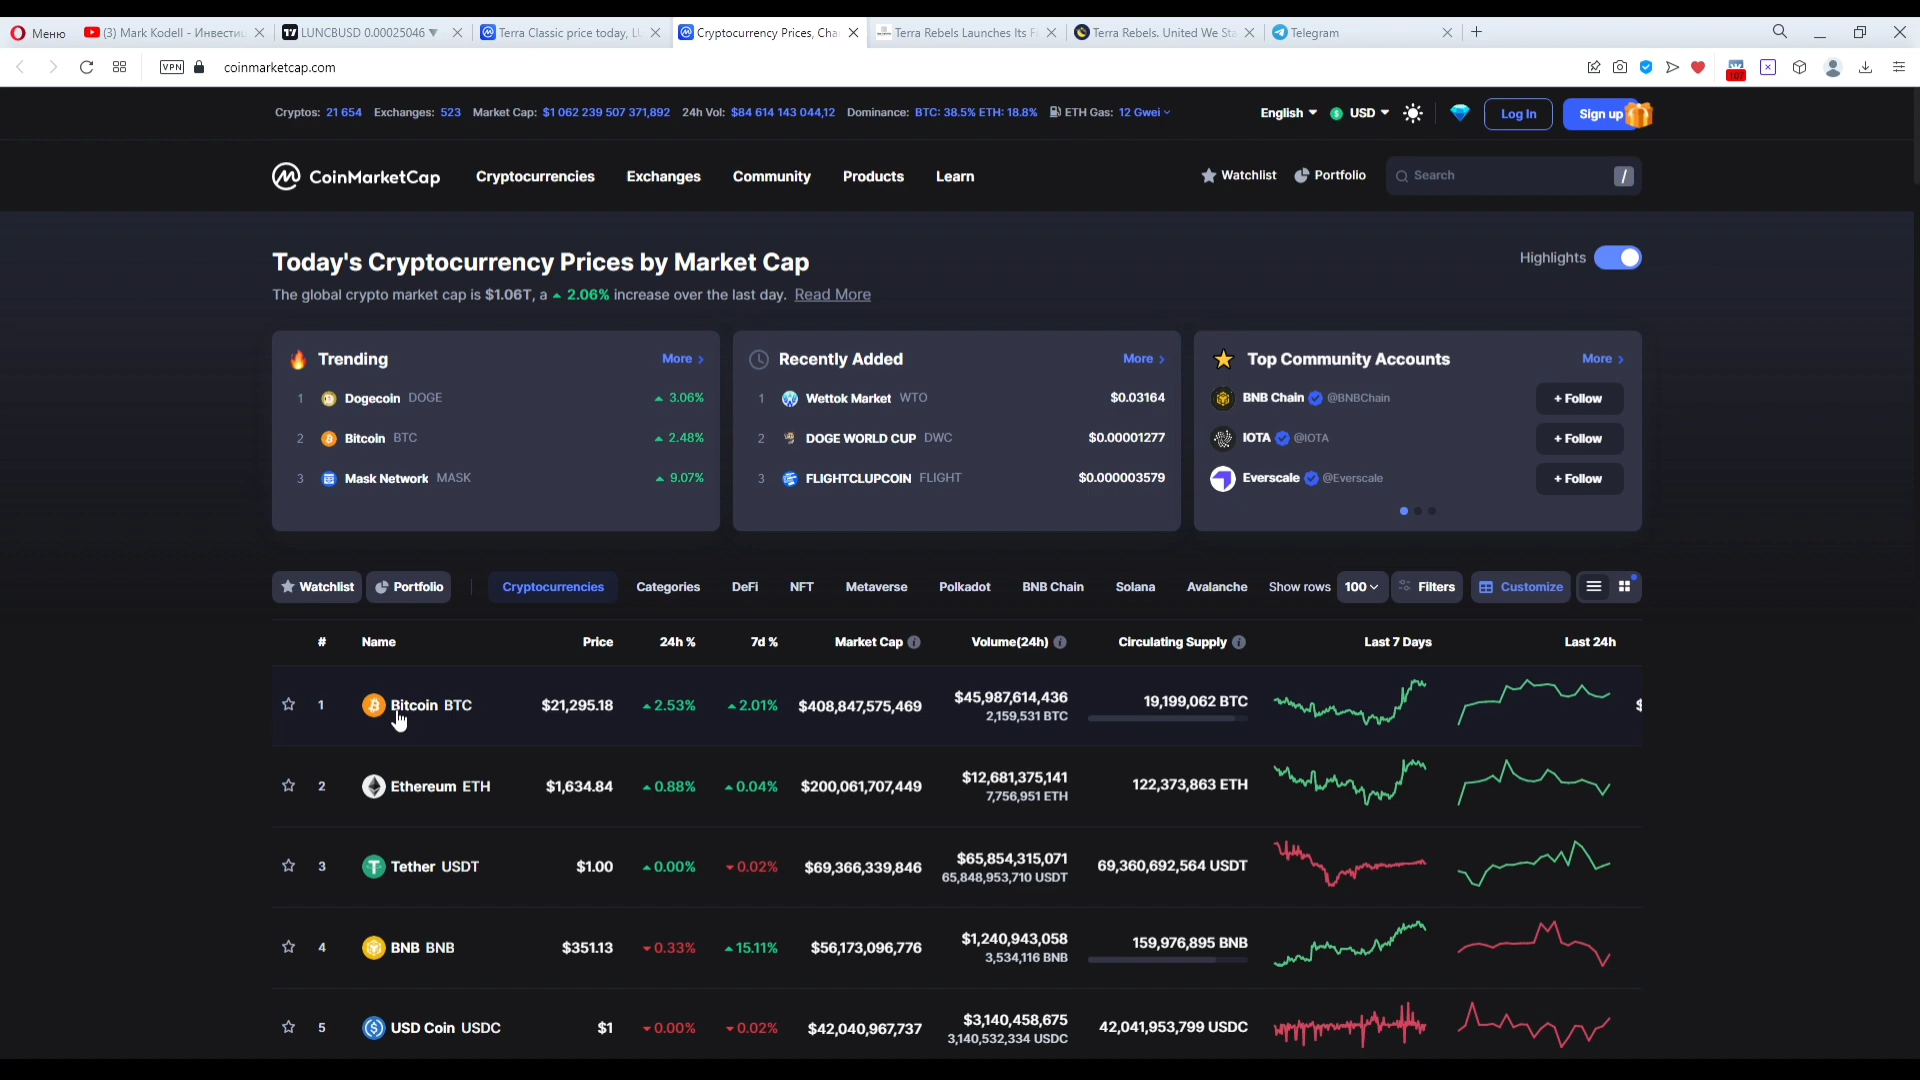 Меню
(3) Mark Kodell - Инвести
LUNCBUSD 0.00025046 ▼
Terra Classic price today, LU
Cryptocurrency Prices, Cha
Terra Rebels Launches Its F
Terra Rebels. United We Sta
Telegram
VPN
coinmarketcap.com
107
Cryptos: 21 654 Exchanges: 523 Market Cap: $1 062 239 507 371,892 24h Vol: $84 614 143 044,12 Dominance: BTC: 38.5% ETH: 18.8% ETH Gas: 12 Gwei
English USD Log In Sign up
CoinMarketCap Cryptocurrencies Exchanges Community Products Learn Watchlist Portfolio Search /
Today's Cryptocurrency Prices by Market Cap
Highlights
The global crypto market cap is $1.06T, a 2.06% increase over the last day. Read More
Trending More >
1 Dogecoin DOGE 3.06%
2 Bitcoin BTC 2.48%
3 Mask Network MASK 9.07%
Recently Added More >
1 Wettok Market WTO $0.03164
2 DOGE WORLD CUP DWC $0.00001277
3 FLIGHTCLUPCOIN FLIGHT $0.000003579
Top Community Accounts More >
BNB Chain @BNBChain + Follow
IOTA @IOTA + Follow
Everscale @Everscale + Follow
Watchlist Portfolio Cryptocurrencies Categories DeFi NFT Metaverse Polkadot BNB Chain Solana Avalanche Show rows 100 Filters Customize
# Name Price 24h % 7d % Market Cap Volume(24h) Circulating Supply Last 7 Days Last 24h
1 Bitcoin BTC $21,295.18 2.53% 2.01% $408,847,575,469 $45,987,614,436 19,199,062 BTC $
2,159,531 BTC
2 Ethereum ETH $1,634.84 0.88% 0.04% $200,061,707,449 $12,681,375,141 122,373,863 ETH
7,756,951 ETH
3 Tether USDT $1.00 0.00% 0.02% $69,366,339,846 $65,854,315,071 69,360,692,564 USDT
65,848,953,710 USDT
4 BNB BNB $351.13 0.33% 15.11% $56,173,096,776 $1,240,943,058 159,976,895 BNB
3,534,116 BNB
5 USD Coin USDC $1 0.00% 0.02% $42,040,967,737 $3,140,458,675 42,041,953,799 USDC
3,140,532,334 USDC